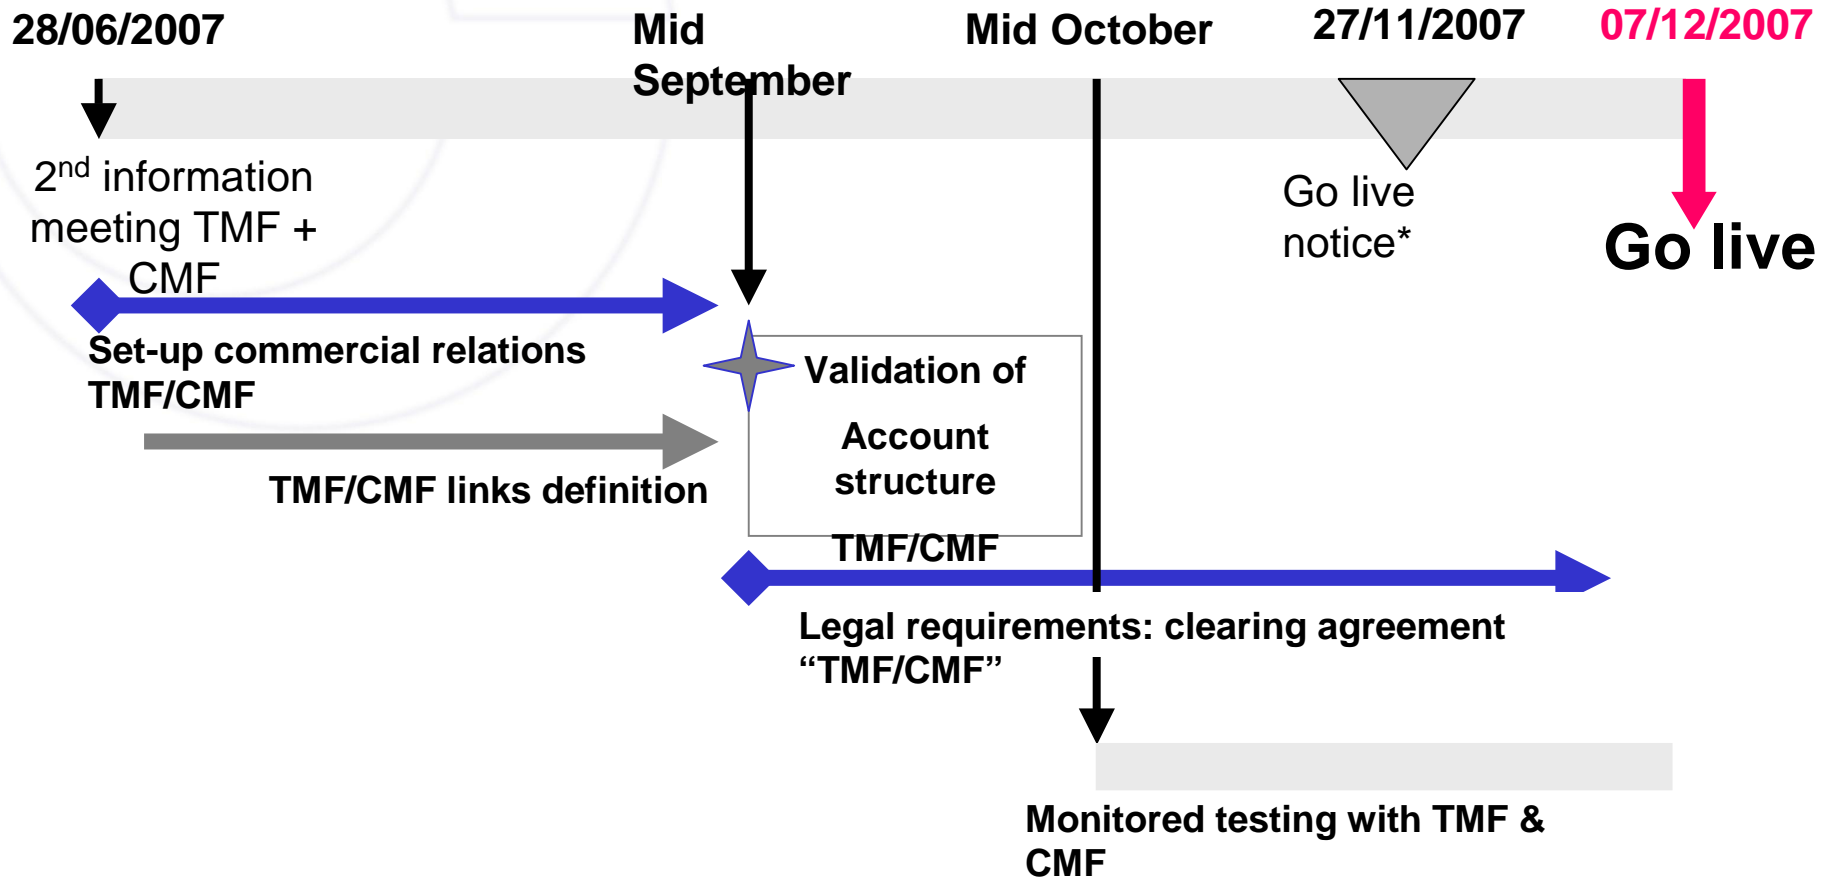 28/06/2007
Mid
September
Mid October
27/11/2007
07/12/2007
2nd information
meeting TMF +
CMF
Go live
notice*
Go live
Set-up commercial relations
TMF/CMF
TMF/CMF links definition
Validation of
Account
structure
TMF/CMF
Legal requirements: clearing agreement
“TMF/CMF”
Monitored testing with TMF &
CMF